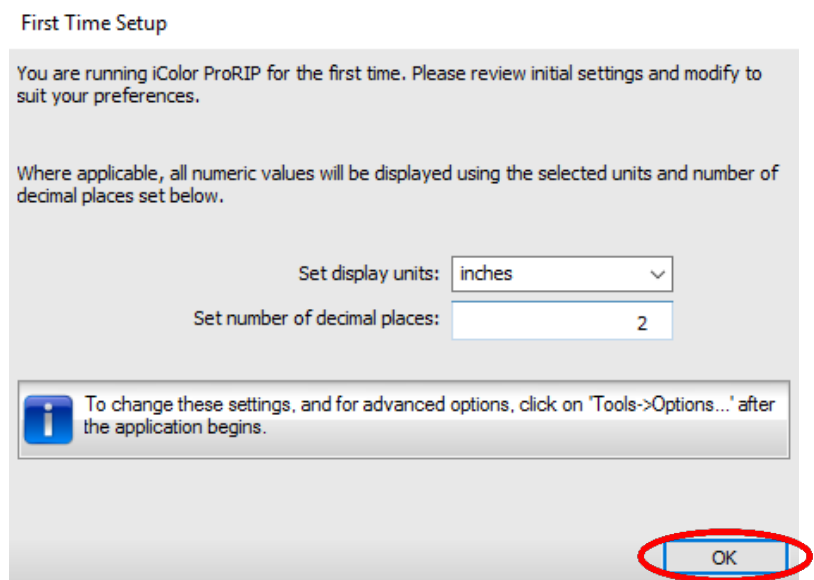 First Time Setup
You are running iColor ProRIP for the first time. Please review initial settings and modify to
suit your preferences.
Where applicable, all numeric values will be displayed using the selected units and number of
decimal places set below.
Set display units: inches
Set number of decimal places: 2
To change these settings, and for advanced options, click on 'Tools->Options...' after
the application begins.
OK